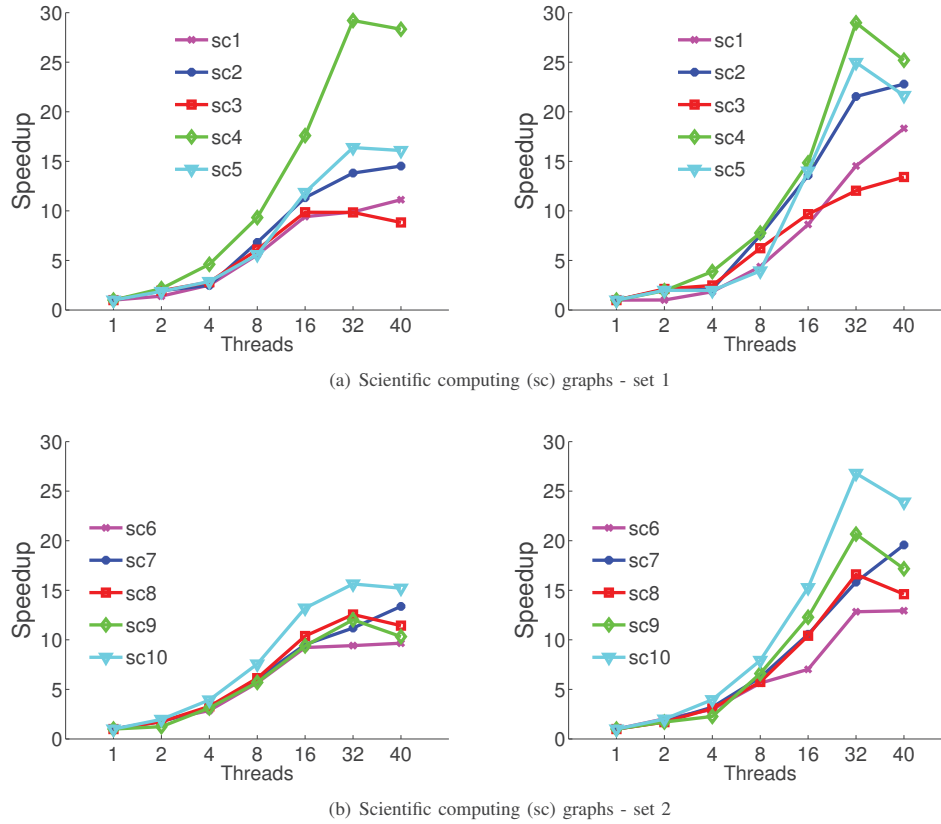 30
25
20
15
10
5
0
Speedup
sc1
sc2
sc3
sc4
sc5
1 2 4 8 16 32 40
Threads
30
25
20
15
10
5
0
Speedup
sc1
sc2
sc3
sc4
sc5
1 2 4 8 16 32 40
Threads
(a) Scientific computing (sc) graphs - set 1
30
25
20
15
10
5
0
Speedup
sc6
sc7
sc8
sc9
sc10
1 2 4 8 16 32 40
Threads
30
25
20
15
10
5
0
Speedup
sc6
sc7
sc8
sc9
sc10
1 2 4 8 16 32 40
Threads
(b) Scientific computing (sc) graphs - set 2